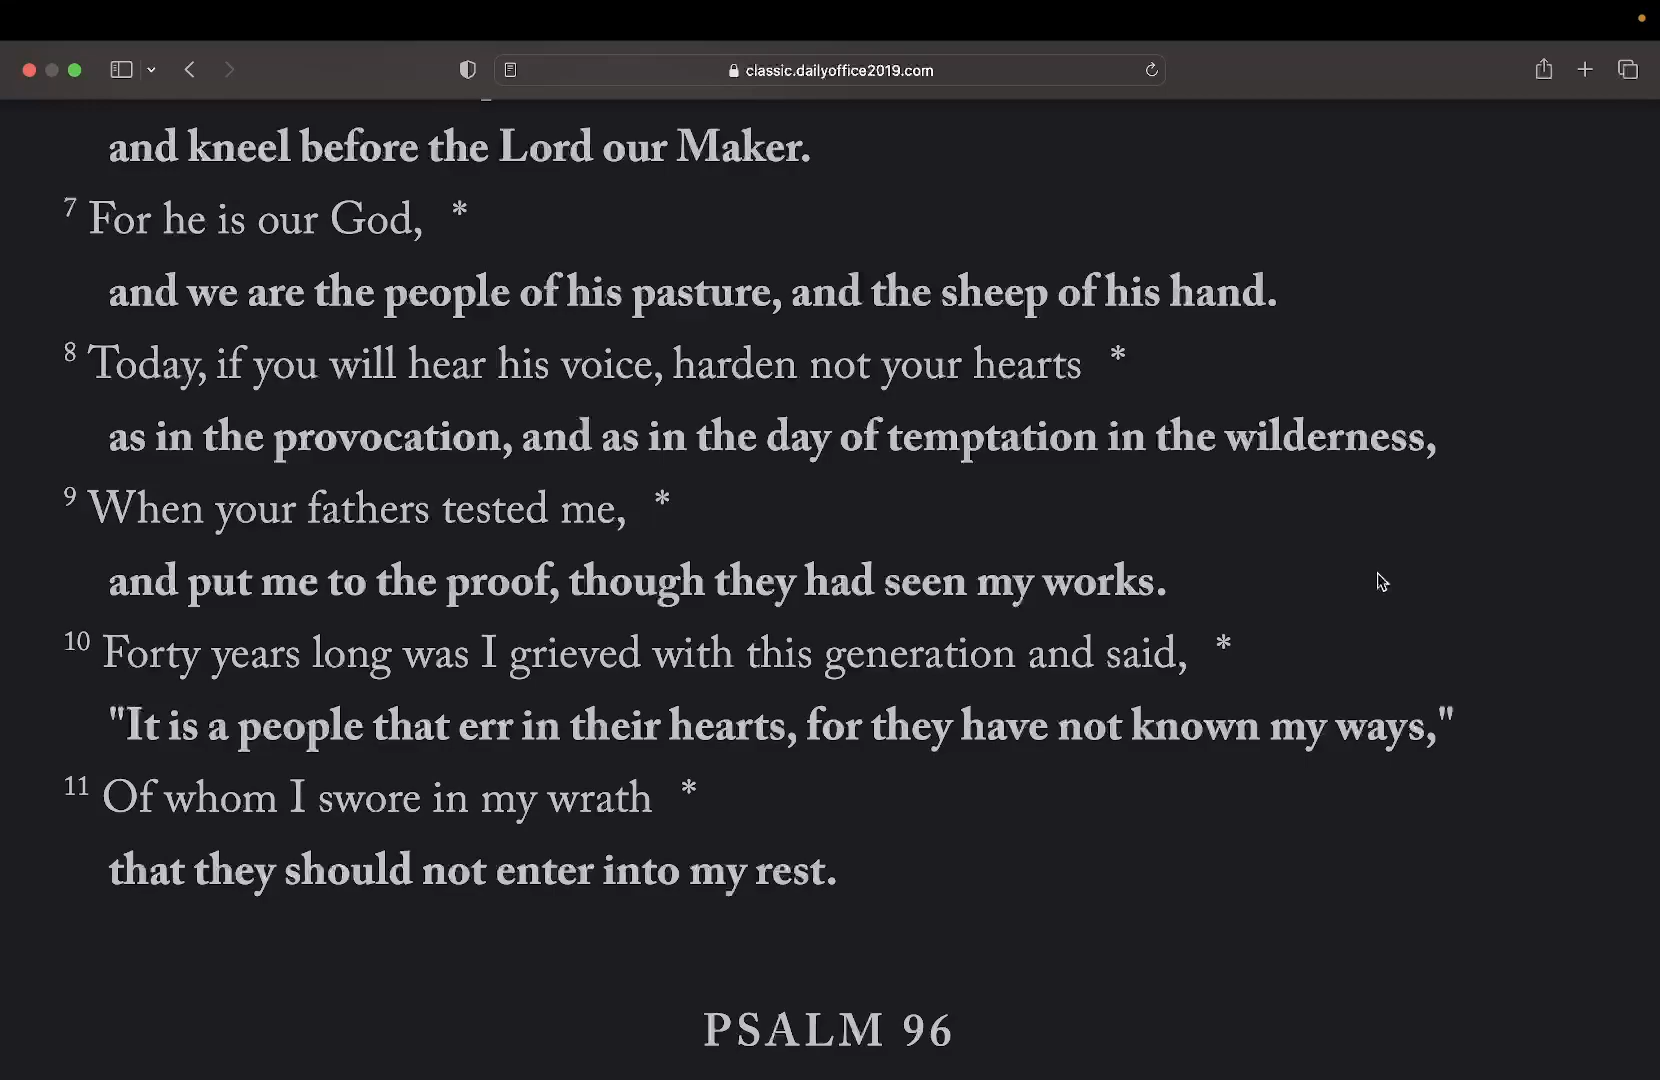 classic.dailyoffice2019.com
and kneel before the Lord our Maker.
7 For he is our God, *
and we are the people of his pasture, and the sheep of his hand.
8 Today, if you will hear his voice, harden not your hearts *
as in the provocation, and as in the day of temptation in the wilderness,
9 When your fathers tested me, *
and put me to the proof, though they had seen my works.
10 Forty years long was I grieved with this generation and said, *
"It is a people that err in their hearts, for they have not known my ways,"
11 Of whom I swore in my wrath *
that they should not enter into my rest.
PSALM 96